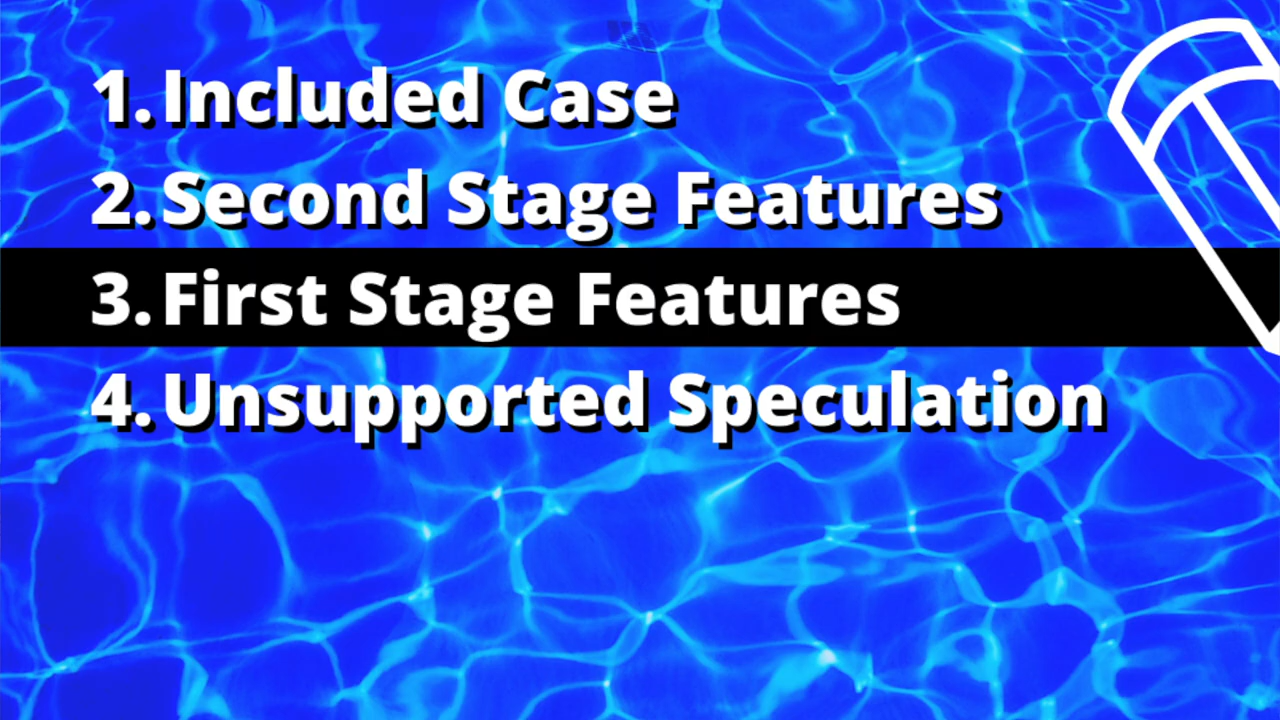 1. Included Case
2. Second Stage Features
3. First Stage Features
4. Unsupported Speculation